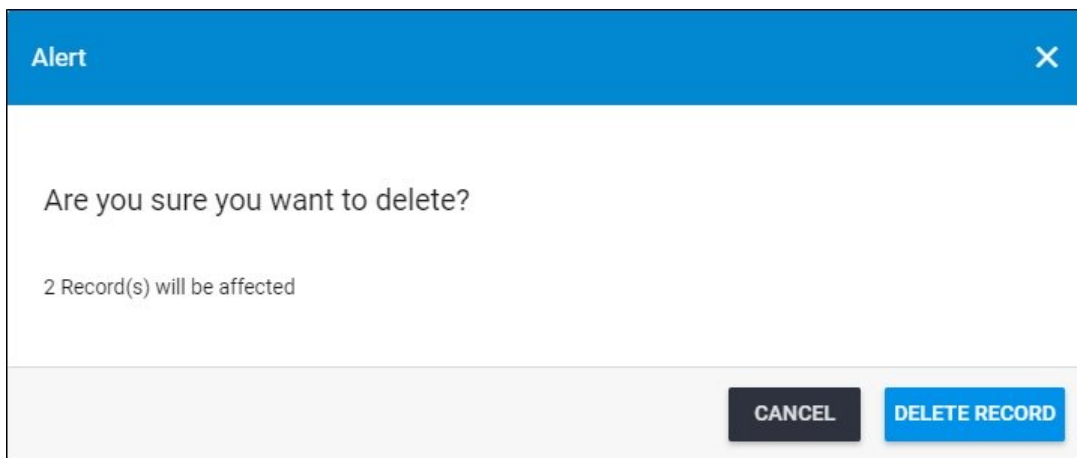 Alert
Are you sure you want to delete?
2 Record(s) will be affected
CANCEL DELETE RECORD